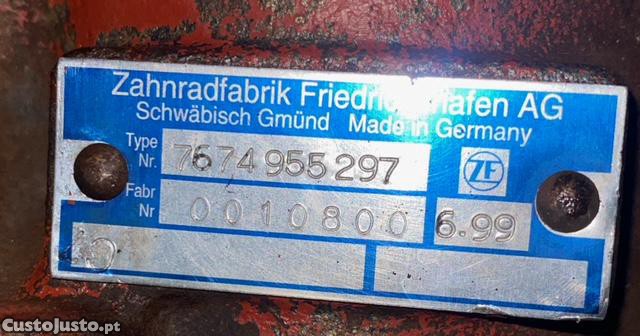 Zahnradfabrik Friedrichshafen AG
Schwäbisch Gmünd Made in Germany
Type
Nr. 7674 955 297
ZF
Fabr
Nr 0010800 6.99
CustoJusto.pt